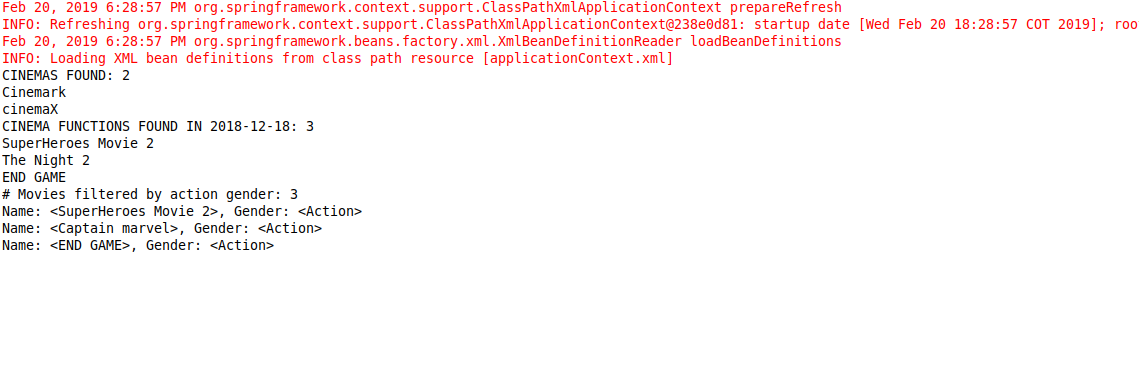 Feb 20, 2019 6:28:57 PM org.springframework.context.support.ClassPathXmlApplicationContext prepareRefresh
INFO: Refreshing org.springframework.context.support.ClassPathXmlApplicationContext@238e0d81: startup date [Wed Feb 20 18:28:57 COT 2019]; roo
Feb 20, 2019 6:28:57 PM org.springframework.beans.factory.xml.XmlBeanDefinitionReader loadBeanDefinitions
INFO: Loading XML bean definitions from class path resource [applicationContext.xml]
CINEMAS FOUND: 2
Cinemark
cinemaX
CINEMA FUNCTIONS FOUND IN 2018-12-18: 3
SuperHeroes Movie 2
The Night 2
END GAME
# Movies filtered by action gender: 3
Name: <SuperHeroes Movie 2>, Gender: <Action>
Name: <Captain marvel>, Gender: <Action>
Name: <END GAME>, Gender: <Action>